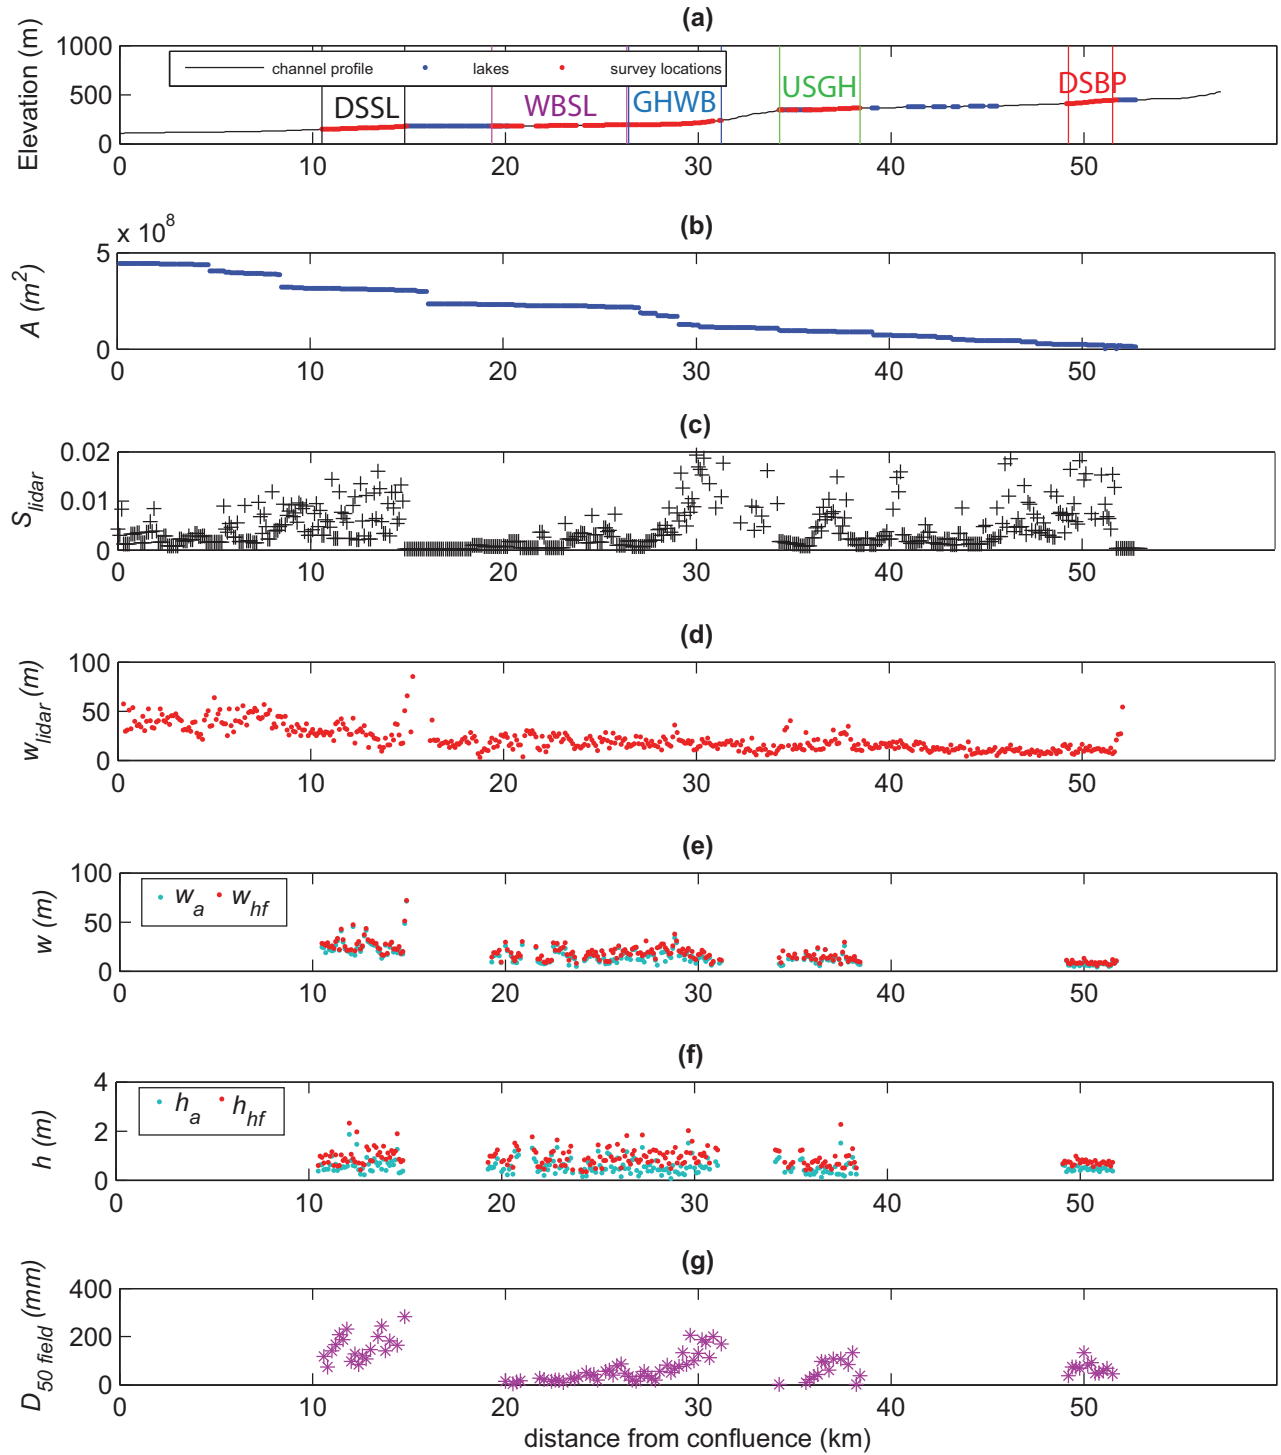 (a)
Elevation (m)
1000
500
0
channel profile lakes survey locations
DSSL WBSL GHWB USGH DSBP
0 10 20 30 40 50
(b)
x 10^8
A (m^2)
5
0
0 10 20 30 40 50
(c)
S_lidar
0.02
0.01
0
0 10 20 30 40 50
(d)
w_lidar (m)
100
50
0
0 10 20 30 40 50
(e)
w (m)
100
50
0
w_a w_hf
0 10 20 30 40 50
(f)
h (m)
4
2
0
h_a h_hf
0 10 20 30 40 50
(g)
D_50 field (mm)
400
200
0
0 10 20 30 40 50
distance from confluence (km)